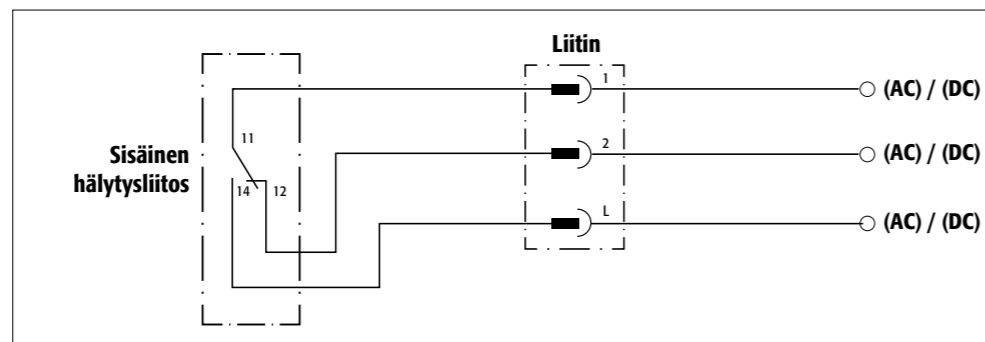 Liitin
1
(AC) / (DC)
11
2
(AC) / (DC)
Sisäinen
hälytysliitos
14
12
L
(AC) / (DC)